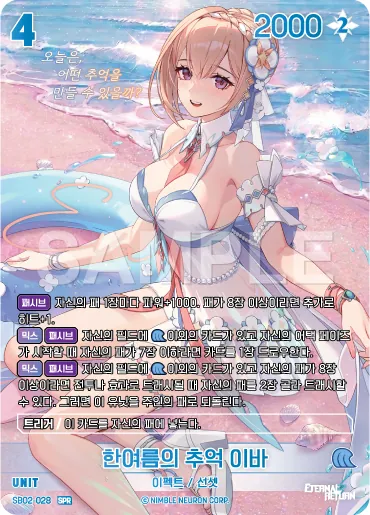 4
2000 2
오늘은,
어떤 추억을
만들 수 있을까?
SAMPLE
패시브 자신의 패 1장마다 파워+1000. 패가 8장 이상이라면 추가로
히트+1.
믹스 패시브 자신의 필드에 이외의 카드가 있고 자신의 어택 페이즈
가 시작할 때 자신의 패가 7장 이하라면 카드를 1장 드로우한다.
믹스 패시브 자신의 필드에 이외의 카드가 있고 자신의 패가 8장
이상이라면 전투나 효과로 트래시될 때 자신의 패를 2장 골라 트래시할
수 있다. 그러면 이 유닛을 주인의 패로 되돌린다.
트리거 이 카드를 자신의 패에 넣는다.
한여름의 추억 이바
UNIT
이펙트 / 선셋
SB02-028 SPR
© NIMBLE NEURON CORP.
ETERNAL RETURN